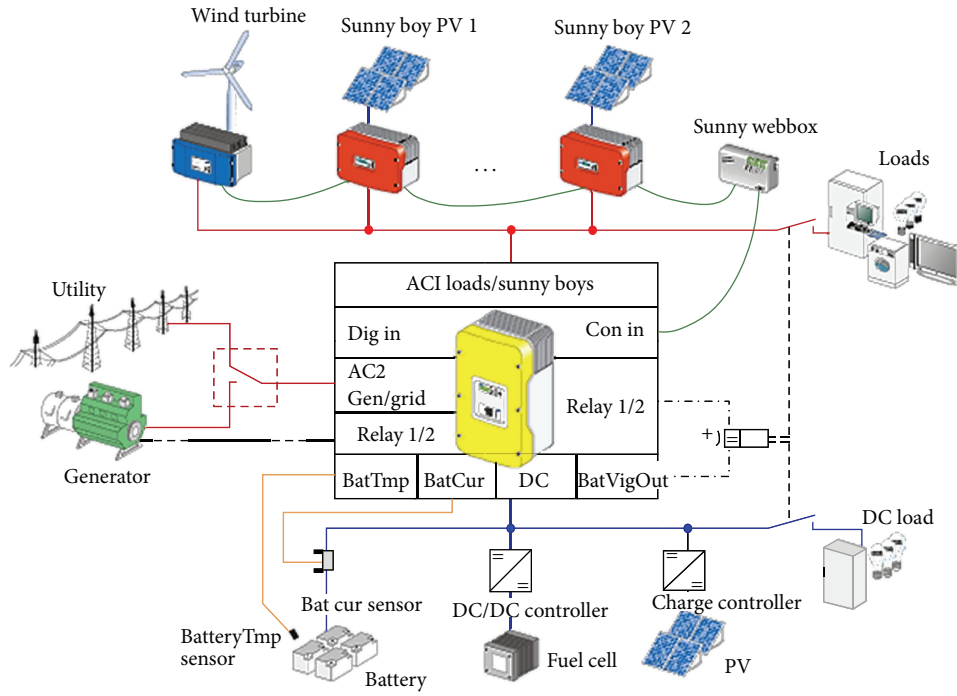 Wind turbine
Sunny boy PV 1
Sunny boy PV 2
Sunny webbox
Loads
...
ACI loads/sunny boys
Utility
Dig in
Con in
AC2
Gen/grid
Relay 1/2
Relay 1/2
+
Generator
BatTmp
BatCur
DC
BatVigOut
DC load
Bat cur sensor
DC/DC controller
Charge controller
BatteryTmp
sensor
Battery
Fuel cell
PV